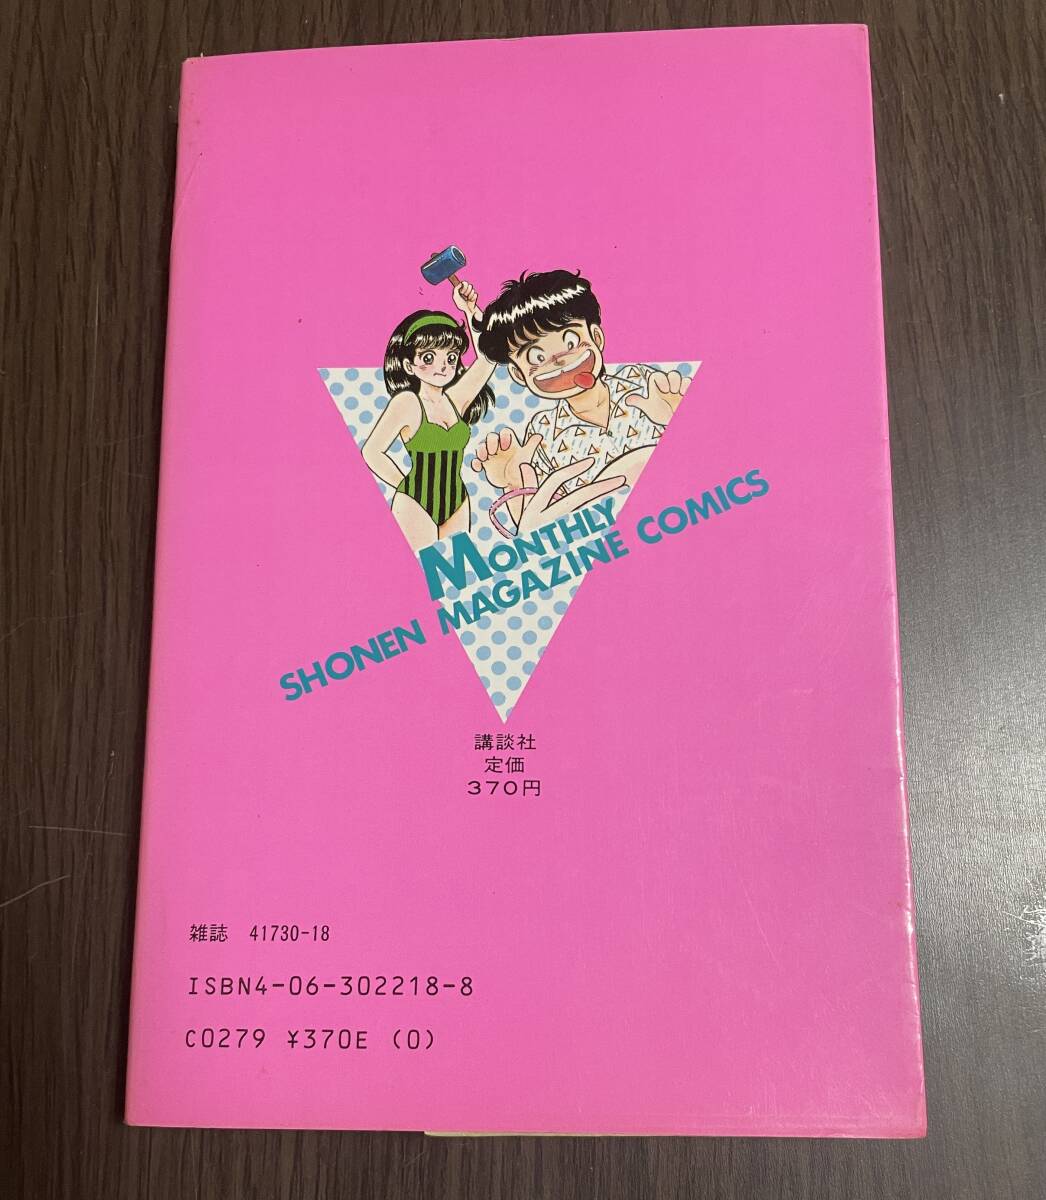 MONTHLY
SHONEN MAGAZINE COMICS
講談社
定価
370円
雑誌 41730-18
ISBN4-06-302218-8
C0279 ¥370E (0)